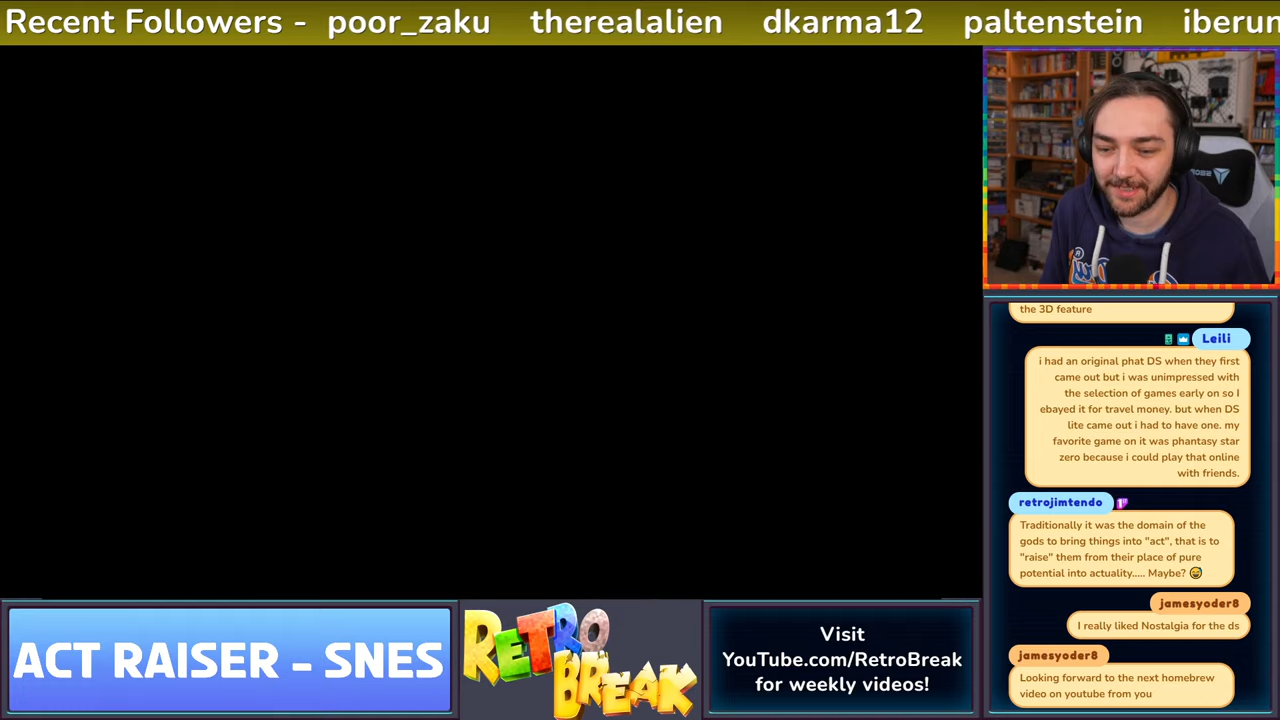 Recent Followers - poor_zaku therealalien dkarma12 paltenstein iberun
the 3D feature
Leili
i had an original phat DS when they first
came out but i was unimpressed with
the selection of games early on so I
ebayed it for travel money. but when DS
lite came out i had to have one. my
favorite game on it was phantasy star
zero because i could play that online
with friends.
retrojimtendo
Traditionally it was the domain of the
gods to bring things into "act", that is to
"raise" them from their place of pure
potential into actuality..... Maybe? 😅
jamesyoder8
I really liked Nostalgia for the ds
jamesyoder8
Looking forward to the next homebrew
video on youtube from you
ACT RAISER - SNES
RETRO
BREAK
Visit
YouTube.com/RetroBreak
for weekly videos!